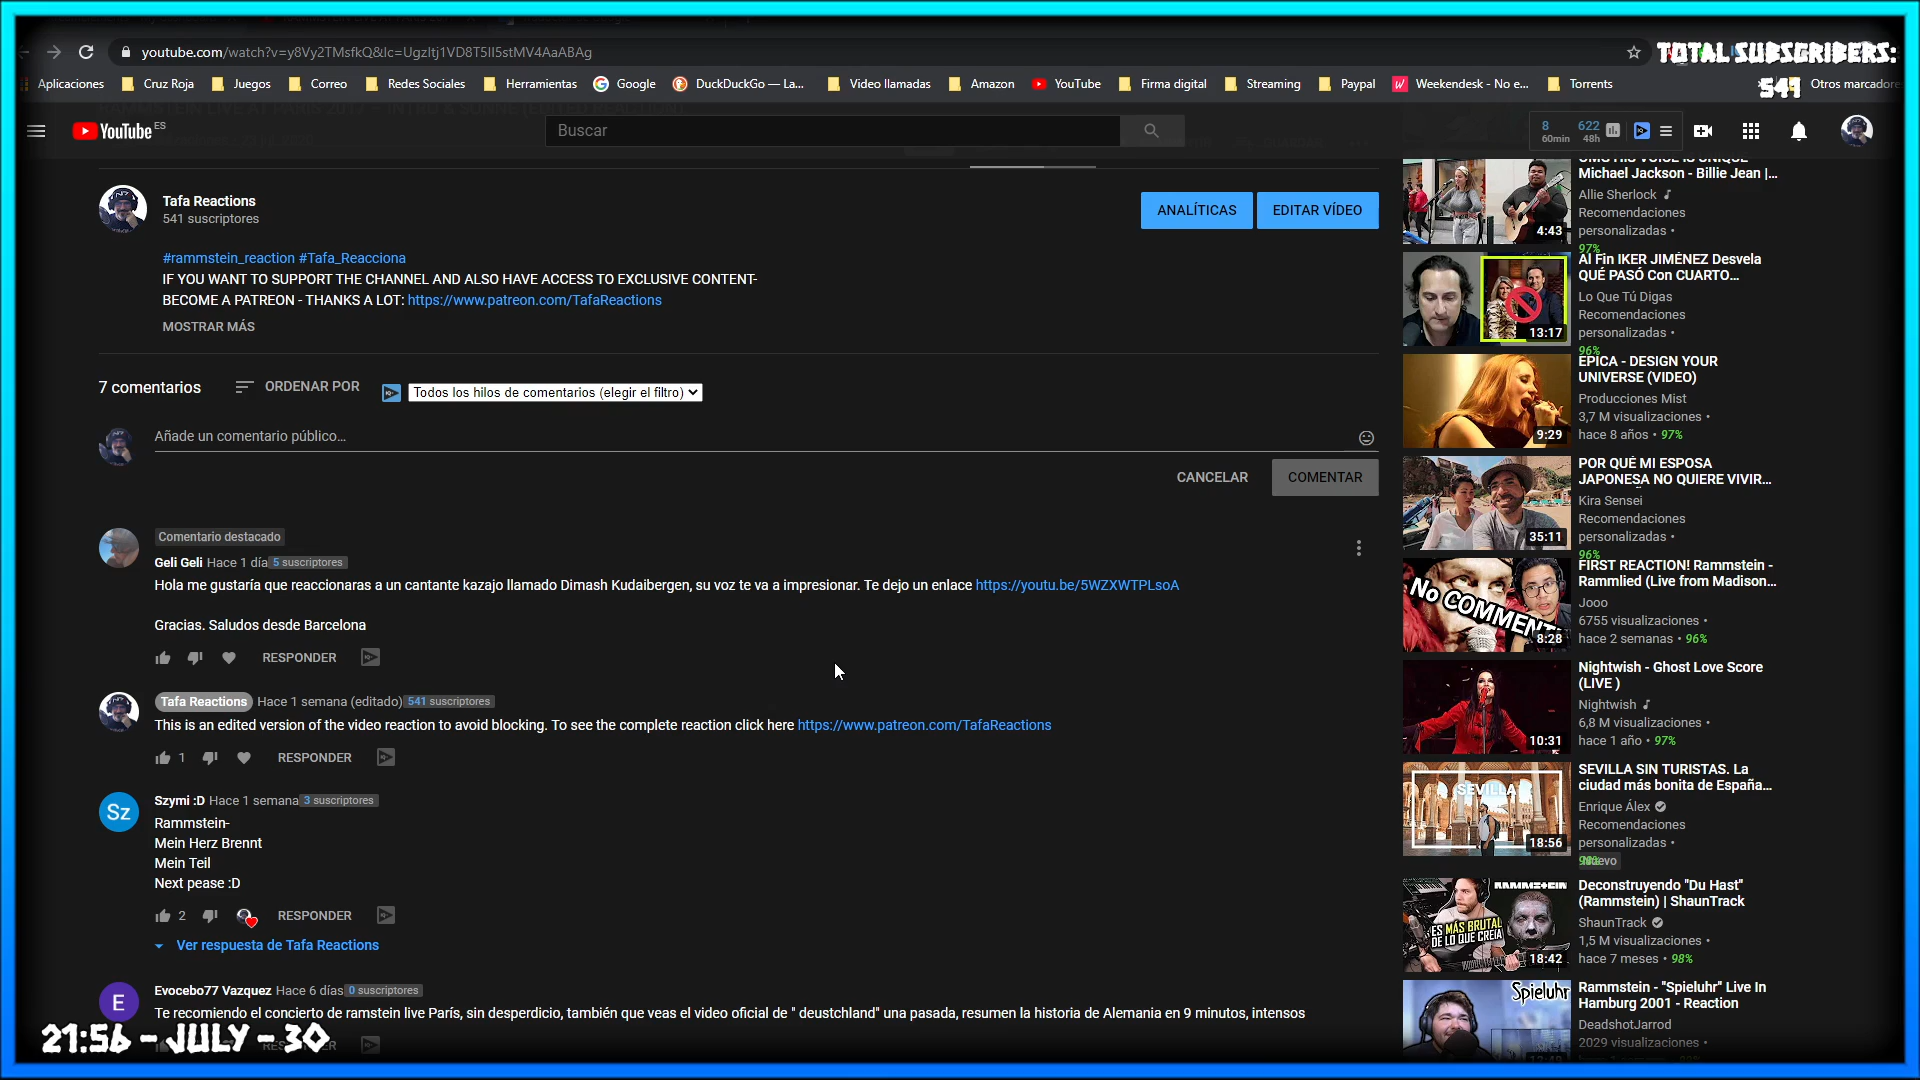 youtube.com/watch?v=y8Vy2TMsfkQ&lc=Ugzltj1VD8T5Il5stMV4AaABAg
TOTAL SUBSCRIBERS:
541
Aplicaciones
Cruz Roja
Juegos
Correo
Redes Sociales
Herramientas
Google
DuckDuckGo — La...
Video llamadas
Amazon
YouTube
Firma digital
Streaming
Paypal
Weekendesk - No e...
Torrents
Otros marcadore
YouTube ES
Buscar
8 60min
622 48h
Tafa Reactions
541 suscriptores
ANALÍTICAS
EDITAR VÍDEO
#rammstein_reaction #Tafa_Reacciona
IF YOU WANT TO SUPPORT THE CHANNEL AND ALSO HAVE ACCESS TO EXCLUSIVE CONTENT-
BECOME A PATREON - THANKS A LOT: https://www.patreon.com/TafaReactions
MOSTRAR MÁS
7 comentarios
ORDENAR POR
Todos los hilos de comentarios (elegir el filtro)
Añade un comentario público...
CANCELAR
COMENTAR
Comentario destacado
Geli Geli Hace 1 día 5 suscriptores
Hola me gustaría que reaccionaras a un cantante kazajo llamado Dimash Kudaibergen, su voz te va a impresionar. Te dejo un enlace https://youtu.be/5WZXWTPLsoA
Gracias. Saludos desde Barcelona
RESPONDER
Tafa Reactions Hace 1 semana (editado) 541 suscriptores
This is an edited version of the video reaction to avoid blocking. To see the complete reaction click here https://www.patreon.com/TafaReactions
1 RESPONDER
Szymi :D Hace 1 semana 3 suscriptores
Rammstein-
Mein Herz Brennt
Mein Teil
Next pease :D
2 RESPONDER
Ver respuesta de Tafa Reactions
Evocebo77 Vazquez Hace 6 días 0 suscriptores
Te recomiendo el concierto de ramstein live París, sin desperdicio, también que veas el video oficial de " deustchland" una pasada, resumen la historia de Alemania en 9 minutos, intensos
RESPONDER
21:56 - JULY - 30
Sz
E
Michael Jackson - Billie Jean |...
Allie Sherlock
Recomendaciones
personalizadas •
97%
4:43
Al Fin IKER JIMÉNEZ Desvela
QUÉ PASÓ Con CUARTO...
Lo Que Tú Digas
Recomendaciones
personalizadas •
96%
13:17
EPICA - DESIGN YOUR
UNIVERSE (VIDEO)
Producciones Mist
3,7 M visualizaciones •
hace 8 años • 97%
9:29
POR QUÉ MI ESPOSA
JAPONESA NO QUIERE VIVIR...
Kira Sensei
Recomendaciones
personalizadas •
96%
35:11
FIRST REACTION! Rammstein -
Rammlied (Live from Madison...
Jooo
6755 visualizaciones •
hace 2 semanas • 96%
No COMMENT
8:28
Nightwish - Ghost Love Score
(LIVE )
Nightwish
6,8 M visualizaciones •
hace 1 año • 97%
10:31
SEVILLA SIN TURISTAS. La
ciudad más bonita de España...
Enrique Álex
Recomendaciones
personalizadas •
SEVILLA
18:56
Deconstruyendo "Du Hast"
(Rammstein) | ShaunTrack
ShaunTrack
1,5 M visualizaciones •
hace 7 meses • 98%
RAMMSTEIN
ES MÁS BRUTAL
DE LO QUE CREÍA
18:42
Rammstein - "Spieluhr" Live In
Hamburg 2001 - Reaction
DeadshotJarrod
2029 visualizaciones •
Spieluhr